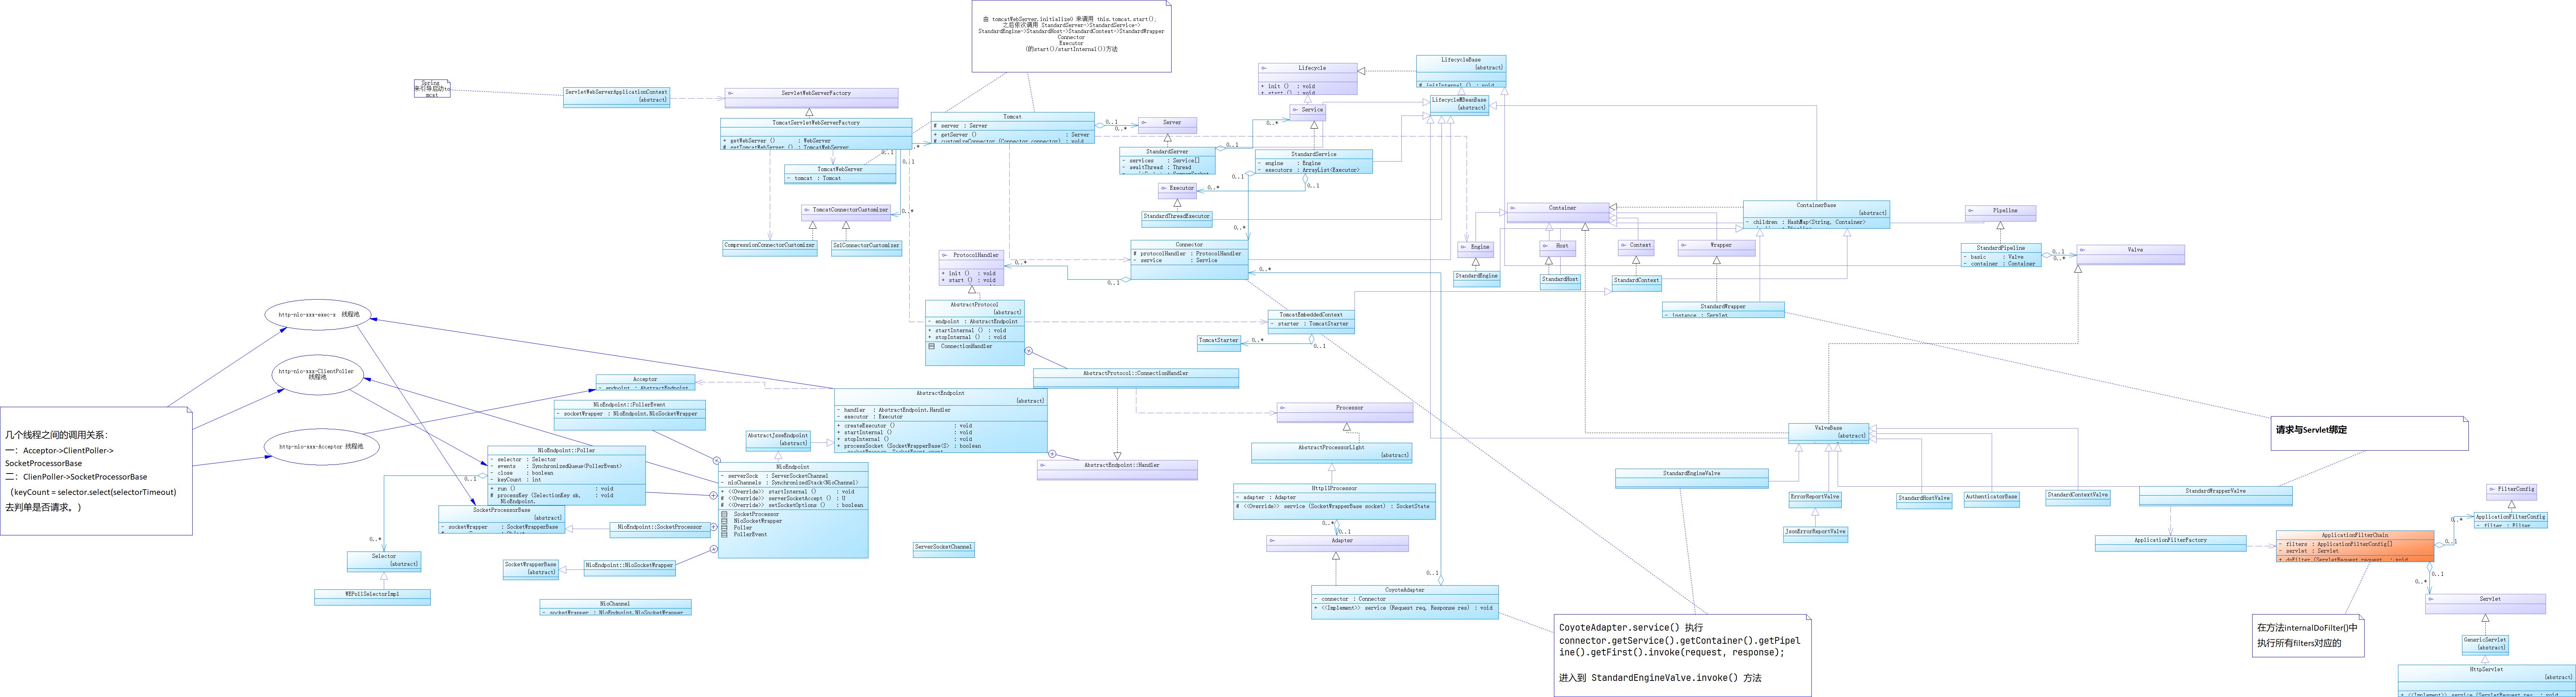 由 tomcatWebServer.initialize() 来调用 this.tomcat.start();
之后依次调用 StandardServer->StandardService->
StandardEngine->StandardHost->StandardContext->StandardWrapper
Connector
Executor
(的start()/startInternal())方法
Spring
来引导启动to
mcat
ServletWebServerApplicationContext
{abstract}
ServletWebServerFactory
TomcatServletWebServerFactory
+ getWebServer () : WebServer
# getTomcatWebServer () : TomcatWebServer
TomcatWebServer
- tomcat : Tomcat
TomcatConnectorCustomizer
CompressionConnectorCustomizer
SslConnectorCustomizer
Tomcat
# server : Server
+ getServer () : Server
# customizeConnector (Connector connector) : void
Server
StandardServer
- services : Service[]
- awaitThread : Thread
Lifecycle
+ init () : void
+ start () : void
LifecycleBase
{abstract}
# initInternal () : void
LifecycleMBeanBase
{abstract}
Service
StandardService
- engine : Engine
- executors : ArrayList<Executor>
Executor
StandardThreadExecutor
Connector
# protocolHandler : ProtocolHandler
- service : Service
ProtocolHandler
+ init () : void
+ start () : void
AbstractProtocol
{abstract}
- endpoint : AbstractEndpoint
+ startInternal () : void
+ stopInternal () : void
ConnectionHandler
TomcatEmbeddedContext
- starter : TomcatStarter
TomcatStarter
Container
ContainerBase
{abstract}
- children : HashMap<String, Container>
Engine
Host
Context
Wrapper
StandardEngine
StandardHost
StandardContext
StandardWrapper
- instance : Servlet
Pipeline
StandardPipeline
- basic : Valve
- container : Container
Valve
http-nio-xxx-exec-x 线程池
http-nio-xxx-ClientPoller
线程池
http-nio-xxx-Acceptor 线程池
几个线程之间的调用关系：
一：Acceptor->ClientPoller->
SocketProcessorBase
二：ClienPoller->SocketProcessorBase
（keyCount = selector.select(selectorTimeout)
去判单是否请求。）
Acceptor
- endpoint : AbstractEndpoint
NioEndpoint::PollerEvent
- socketWrapper : NioEndpoint.NioSocketWrapper
AbstractEndpoint
{abstract}
- handler : AbstractEndpoint.Handler
- executor : Executor
+ createExecutor () : void
+ startInternal () : void
+ stopInternal () : void
+ processSocket (SocketWrapperBase<S> : boolean
AbstractProtocol::ConnectionHandler
AbstractEndpoint::Handler
AbstractJsseEndpoint
{abstract}
NioEndpoint::Poller
- selector : Selector
- events : SynchronizedQueue<PollerEvent>
- close : boolean
- keyCount : int
+ run () : void
# processKey (SelectionKey sk, : void
NioEndpoint.
NioEndpoint
- serverSock : ServerSocketChannel
- nioChannels : SynchronizedStack<NioChannel>
+ <<Override>> startInternal () : void
# <<Override>> serverSocketAccept () : U
# <<Override>> setSocketOptions () : boolean
SocketProcessor
NioSocketWrapper
Poller
PollerEvent
SocketProcessorBase
{abstract}
- socketWrapper : SocketWrapperBase
NioEndpoint::SocketProcessor
SocketWrapperBase
{abstract}
NioEndpoint::NioSocketWrapper
NioChannel
- socketWrapper : NioEndpoint.NioSocketWrapper
Selector
{abstract}
WEPollSelectorImpl
ServerSocketChannel
Processor
AbstractProcessorLight
{abstract}
Http11Processor
- adapter : Adapter
# <<Override>> service (SocketWrapperBase socket) : SocketState
Adapter
CoyoteAdapter
- connector : Connector
+ <<Implement>> service (Request req, Response res) : void
CoyoteAdapter.service() 执行
connector.getService().getContainer().getPipel
ine().getFirst().invoke(request, response);
进入到 StandardEngineValve.invoke() 方法
ValveBase
{abstract}
StandardEngineValve
ErrorReportValve
JsonErrorReportValve
StandardHostValve
AuthenticatorBase
StandardContextValve
StandardWrapperValve
请求与Servlet绑定
ApplicationFilterFactory
ApplicationFilterChain
- filters : ApplicationFilterConfig[]
- servlet : Servlet
+ doFilter (ServletRequest request, : void
FilterConfig
ApplicationFilterConfig
- filter : Filter
在方法internalDoFilter()中
执行所有filters对应的
Servlet
GenericServlet
{abstract}
HttpServlet
{abstract}
+ <<Implement>> service (ServletRequest req, : void